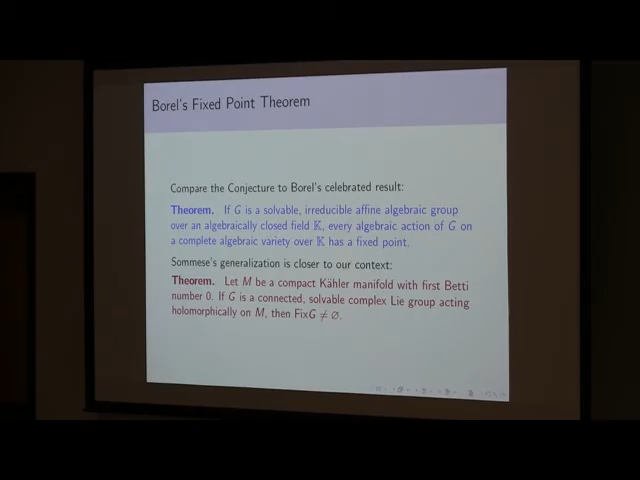 Borel's Fixed Point Theorem
Compare the Conjecture to Borel's celebrated result:
Theorem. If G is a solvable, irreducible affine algebraic group
over an algebraically closed field 𝕂, every algebraic action of G on
a complete algebraic variety over 𝕂 has a fixed point.
Sommese's generalization is closer to our context:
Theorem. Let M be a compact Kähler manifold with first Betti
number 0. If G is a connected, solvable complex Lie group acting
holomorphically on M, then FixG ≠ ∅.